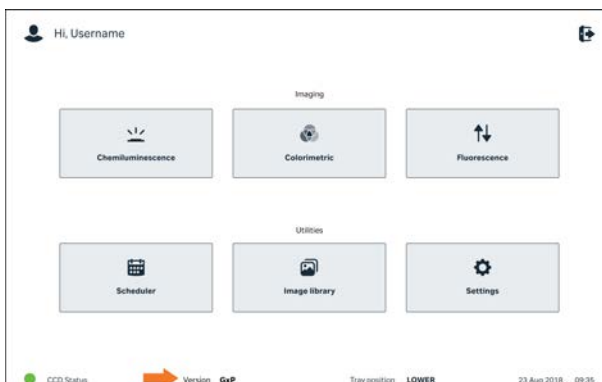 Hi, Username
Imaging
Chemiluminescence Colorimetric Fluorescence
Utilities
Scheduler Image library Settings
CCD Status Version GxP Tray position LOWER 23 Aug 2018 09:35